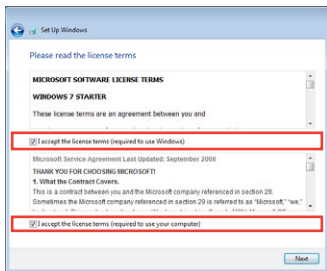 Set Up Windows
Please read the license terms
MICROSOFT SOFTWARE LICENSE TERMS
WINDOWS 7 STARTER
These license terms are an agreement between you and
I accept the license terms (required to use Windows)
Microsoft Service Agreement Last Updated: September 2008
THANK YOU FOR CHOOSING MICROSOFT!
1. What the Contract Covers.
This is a contract between you and the Microsoft company referenced in section 29.
Sometimes the Microsoft company referenced in section 29 is referred to as "Microsoft," "we,"
I accept the license terms (required to use your computer)
Next